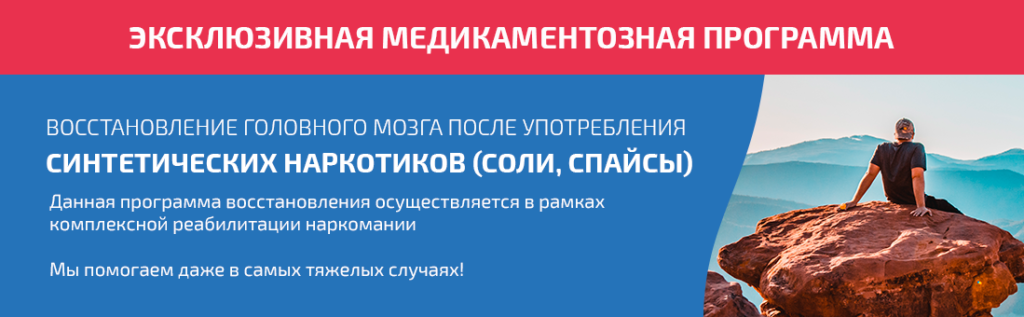 ЭКСКЛЮЗИВНАЯ МЕДИКАМЕНТОЗНАЯ ПРОГРАММА
ВОССТАНОВЛЕНИЕ ГОЛОВНОГО МОЗГА ПОСЛЕ УПОТРЕБЛЕНИЯ
СИНТЕТИЧЕСКИХ НАРКОТИКОВ (СОЛИ, СПАЙСЫ)
Данная программа восстановления осуществляется в рамках
комплексной реабилитации наркомании
Мы помогаем даже в самых тяжелых случаях!